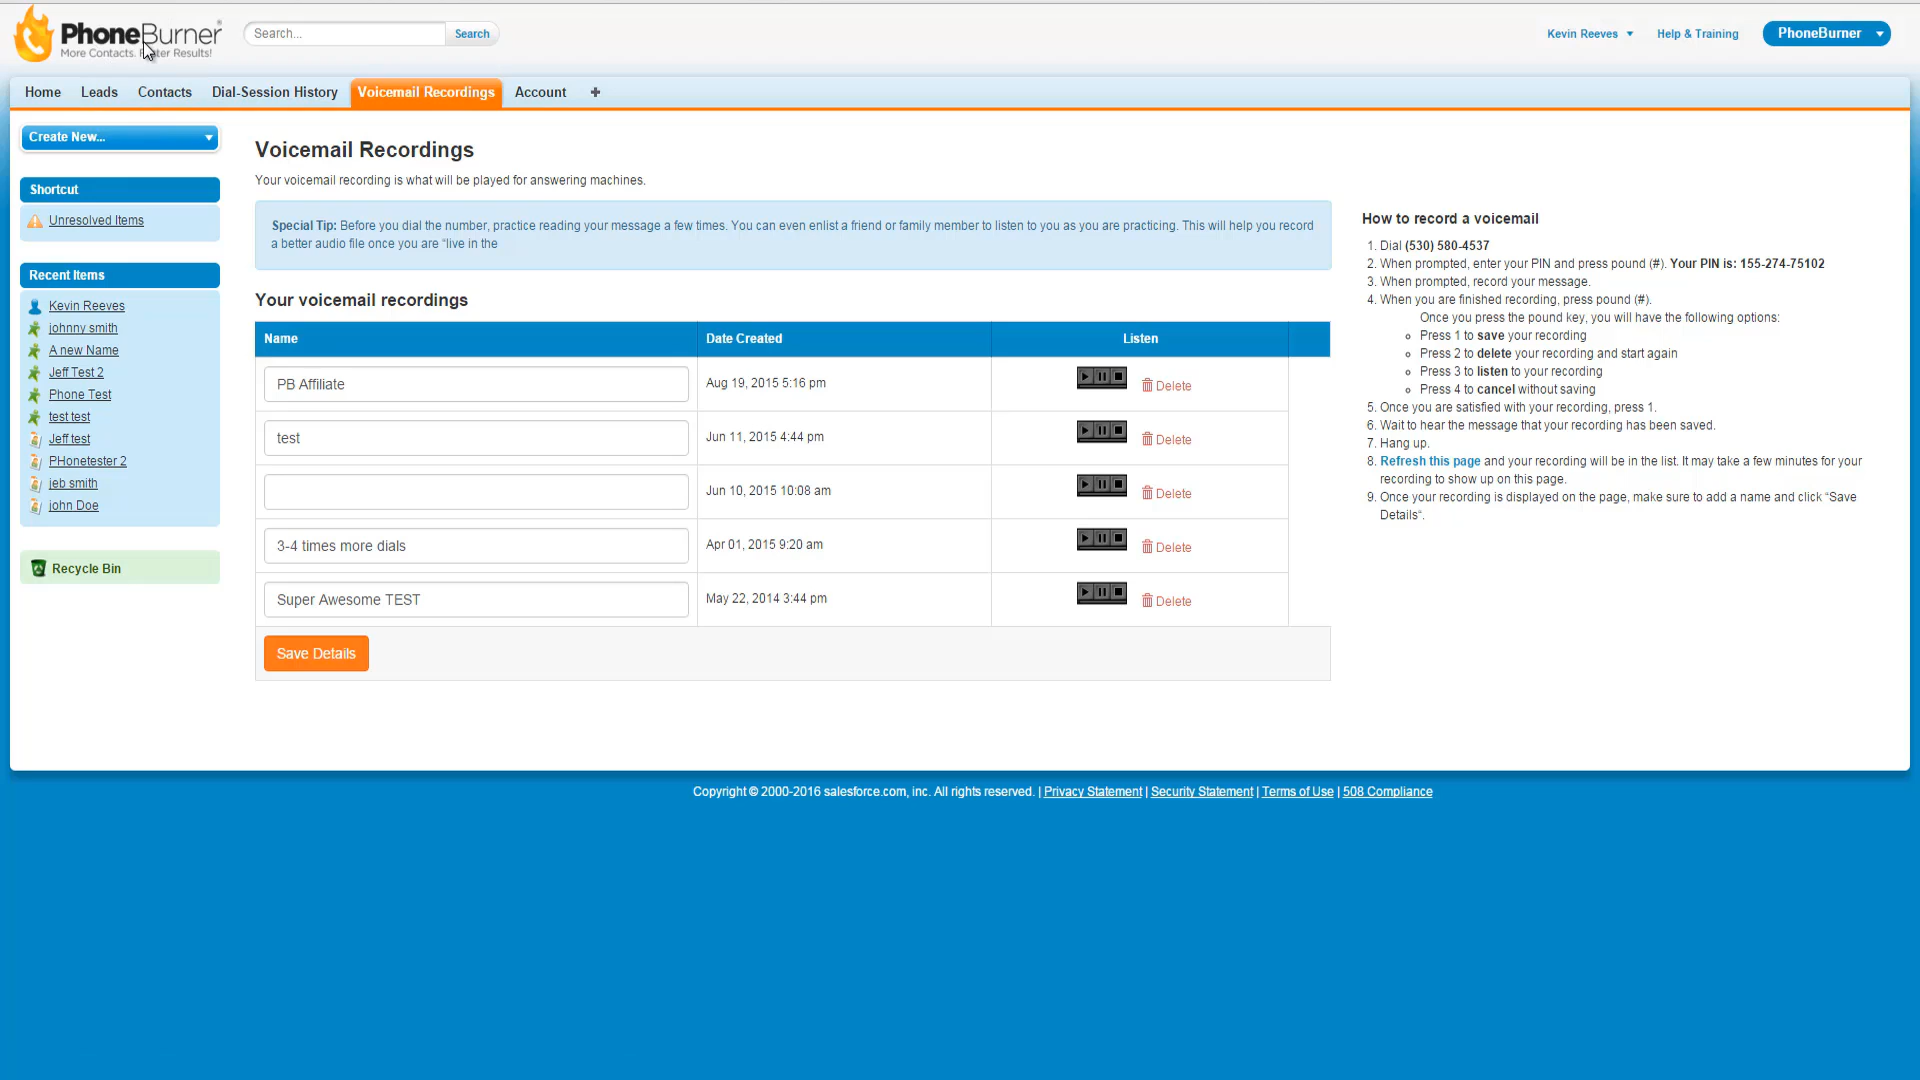 PhoneBurner®
More Contacts. Better Results!
Search...
Search
Kevin Reeves
Help & Training
PhoneBurner
Home
Leads
Contacts
Dial-Session History
Voicemail Recordings
Account
+
Create New...
Shortcut
Unresolved Items
Recent Items
Kevin Reeves
johnny smith
A new Name
Jeff Test 2
Phone Test
test test
Jeff test
PHonetester 2
jeb smith
john Doe
Recycle Bin
Voicemail Recordings
Your voicemail recording is what will be played for answering machines.
Special Tip: Before you dial the number, practice reading your message a few times. You can even enlist a friend or family member to listen to you as you are practicing. This will help you record
a better audio file once you are “live in the
Your voicemail recordings
Name Date Created Listen
PB Affiliate Aug 19, 2015 5:16 pm Delete
test Jun 11, 2015 4:44 pm Delete
Jun 10, 2015 10:08 am Delete
3-4 times more dials Apr 01, 2015 9:20 am Delete
Super Awesome TEST May 22, 2014 3:44 pm Delete
Save Details
How to record a voicemail
1. Dial (530) 580-4537
2. When prompted, enter your PIN and press pound (#). Your PIN is: 155-274-75102
3. When prompted, record your message.
4. When you are finished recording, press pound (#).
Once you press the pound key, you will have the following options:
Press 1 to save your recording
Press 2 to delete your recording and start again
Press 3 to listen to your recording
Press 4 to cancel without saving
5. Once you are satisfied with your recording, press 1.
6. Wait to hear the message that your recording has been saved.
7. Hang up.
8. Refresh this page and your recording will be in the list. It may take a few minutes for your
recording to show up on this page.
9. Once your recording is displayed on the page, make sure to add a name and click “Save
Details“.
Copyright © 2000-2016 salesforce.com, inc. All rights reserved. | Privacy Statement | Security Statement | Terms of Use | 508 Compliance